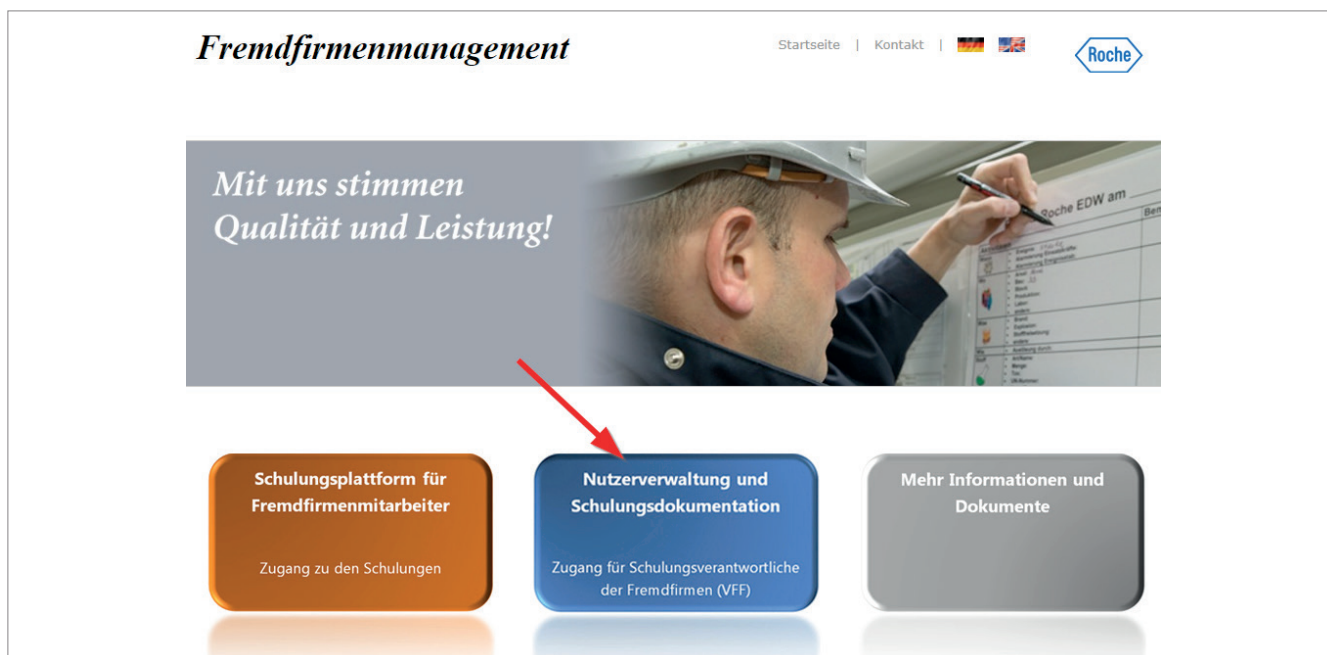 Fremdfirmenmanagement
Startseite | Kontakt |
Roche
Mit uns stimmen
Qualität und Leistung!
Roche EDW am
Schulungsplattform für
Fremdfirmenmitarbeiter
Zugang zu den Schulungen
Nutzerverwaltung und
Schulungsdokumentation
Zugang für Schulungsverantwortliche
der Fremdfirmen (VFF)
Mehr Informationen und
Dokumente